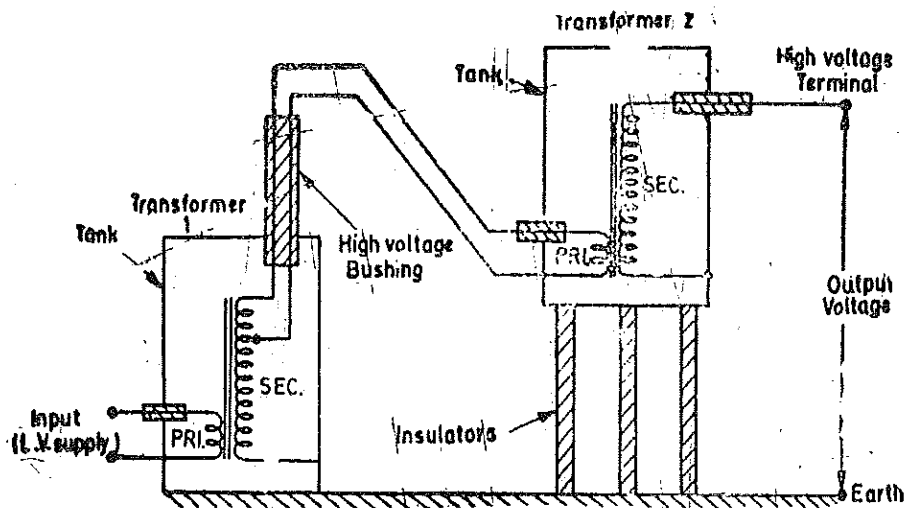 Transformer 2
Tank
High voltage
Terminal
SEC.
Transformer
1
Tank
High voltage
Bushing
PRI.
Output
Voltage
SEC.
Input
(L.V. supply)
PRI.
Insulators
Earth